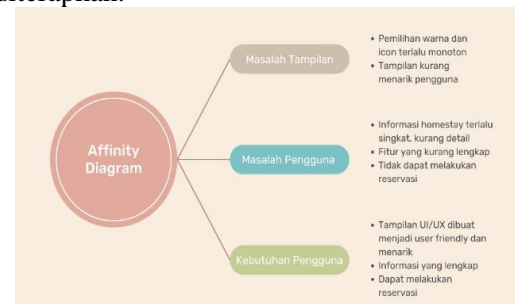 diterapkan.
Affinity
Diagram
Masalah Tampilan
• Pemilihan warna dan
icon terlalu monoton
• Tampilan kurang
menarik pengguna
Masalah Pengguna
• Informasi homestay terlalu
singkat, kurang detail
• Fitur yang kurang lengkap
• Tidak dapat melakukan
reservasi
Kebutuhan Pengguna
• Tampilan UI/UX dibuat
menjadi user friendly dan
menarik
• Informasi yang lengkap
• Dapat melakukan
reservasi